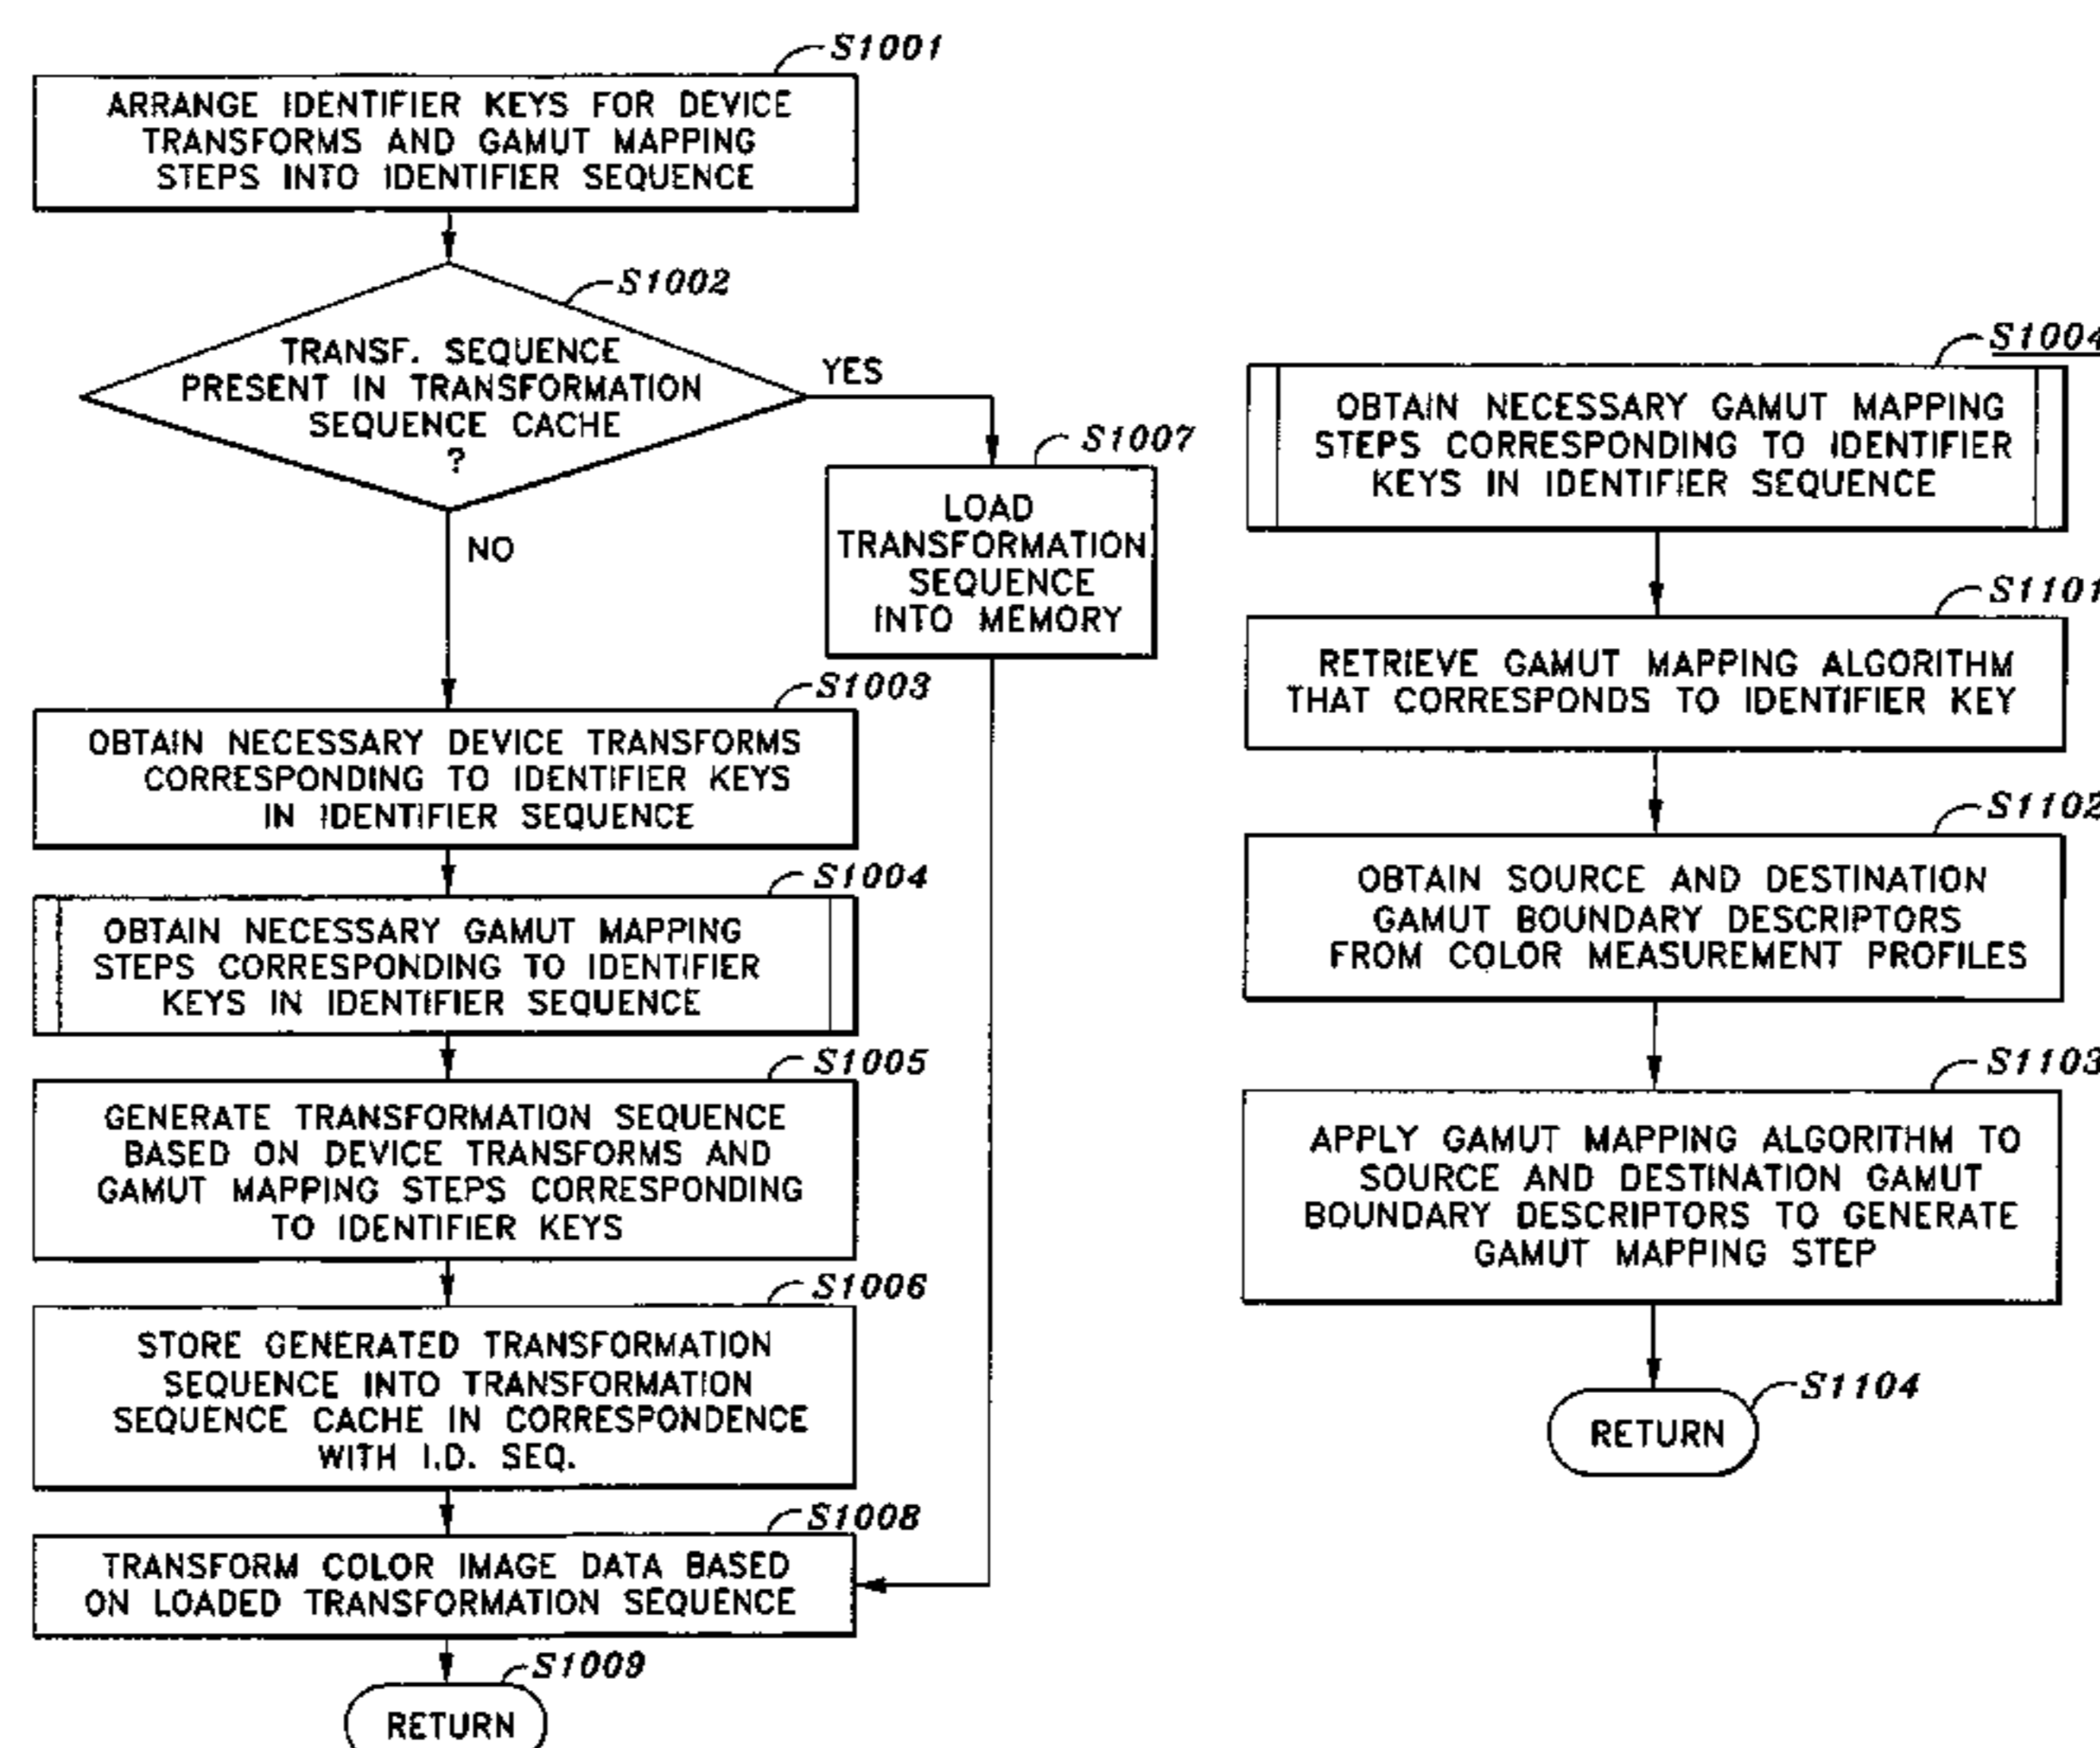 S1001
ARRANGE IDENTIFIER KEYS FOR DEVICE
TRANSFORMS AND GAMUT MAPPING
STEPS INTO IDENTIFIER SEQUENCE
S1002
TRANSF. SEQUENCE
PRESENT IN TRANSFORMATION
SEQUENCE CACHE
?
YES
NO
S1007
LOAD
TRANSFORMATION
SEQUENCE
INTO MEMORY
S1003
OBTAIN NECESSARY DEVICE TRANSFORMS
CORRESPONDING TO IDENTIFIER KEYS
IN IDENTIFIER SEQUENCE
S1004
OBTAIN NECESSARY GAMUT MAPPING
STEPS CORRESPONDING TO IDENTIFIER
KEYS IN IDENTIFIER SEQUENCE
S1005
GENERATE TRANSFORMATION SEQUENCE
BASED ON DEVICE TRANSFORMS AND
GAMUT MAPPING STEPS CORRESPONDING
TO IDENTIFIER KEYS
S1006
STORE GENERATED TRANSFORMATION
SEQUENCE INTO TRANSFORMATION
SEQUENCE CACHE IN CORRESPONDENCE
WITH I.D. SEQ.
S1008
TRANSFORM COLOR IMAGE DATA BASED
ON LOADED TRANSFORMATION SEQUENCE
S1009
RETURN
S1004
OBTAIN NECESSARY GAMUT MAPPING
STEPS CORRESPONDING TO IDENTIFIER
KEYS IN IDENTIFIER SEQUENCE
S1101
RETRIEVE GAMUT MAPPING ALGORITHM
THAT CORRESPONDS TO IDENTIFIER KEY
S1102
OBTAIN SOURCE AND DESTINATION
GAMUT BOUNDARY DESCRIPTORS
FROM COLOR MEASUREMENT PROFILES
S1103
APPLY GAMUT MAPPING ALGORITHM TO
SOURCE AND DESTINATION GAMUT
BOUNDARY DESCRIPTORS TO GENERATE
GAMUT MAPPING STEP
S1104
RETURN